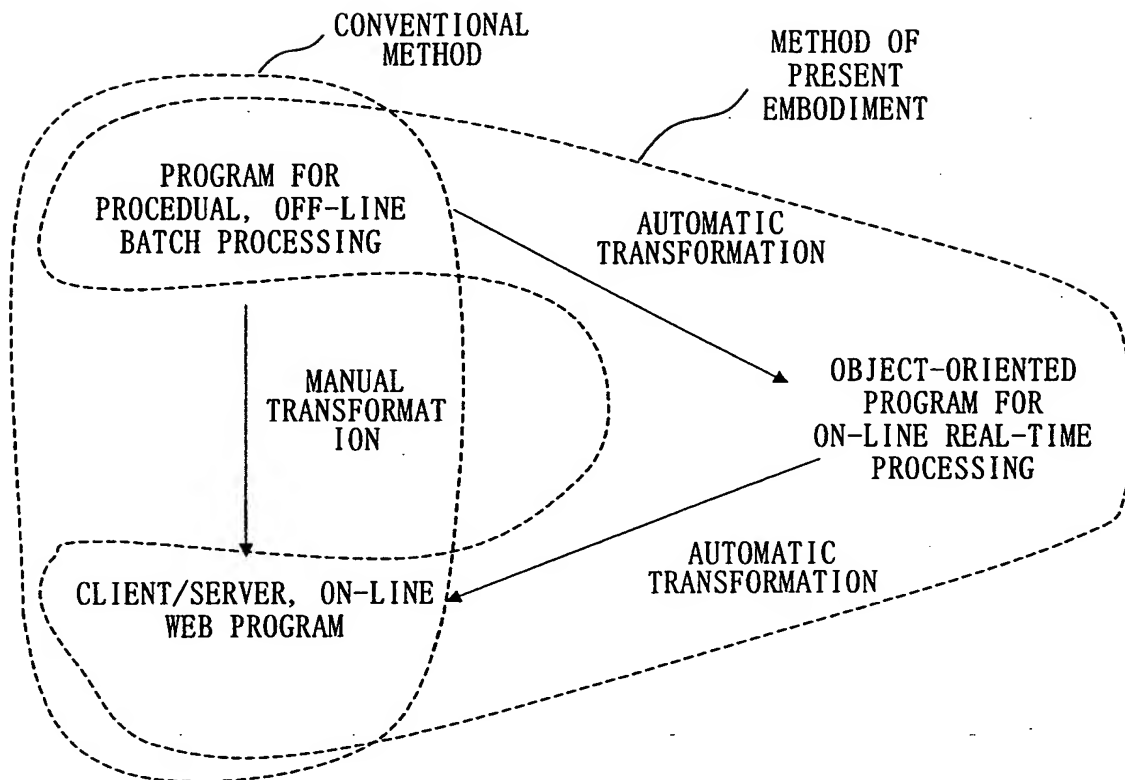 CONVENTIONAL
METHOD
METHOD OF
PRESENT
EMBODIMENT
PROGRAM FOR
PROCEDUAL, OFF-LINE
BATCH PROCESSING
AUTOMATIC
TRANSFORMATION
MANUAL
TRANSFORMAT
ION
OBJECT-ORIENTED
PROGRAM FOR
ON-LINE REAL-TIME
PROCESSING
AUTOMATIC
TRANSFORMATION
CLIENT/SERVER, ON-LINE
WEB PROGRAM